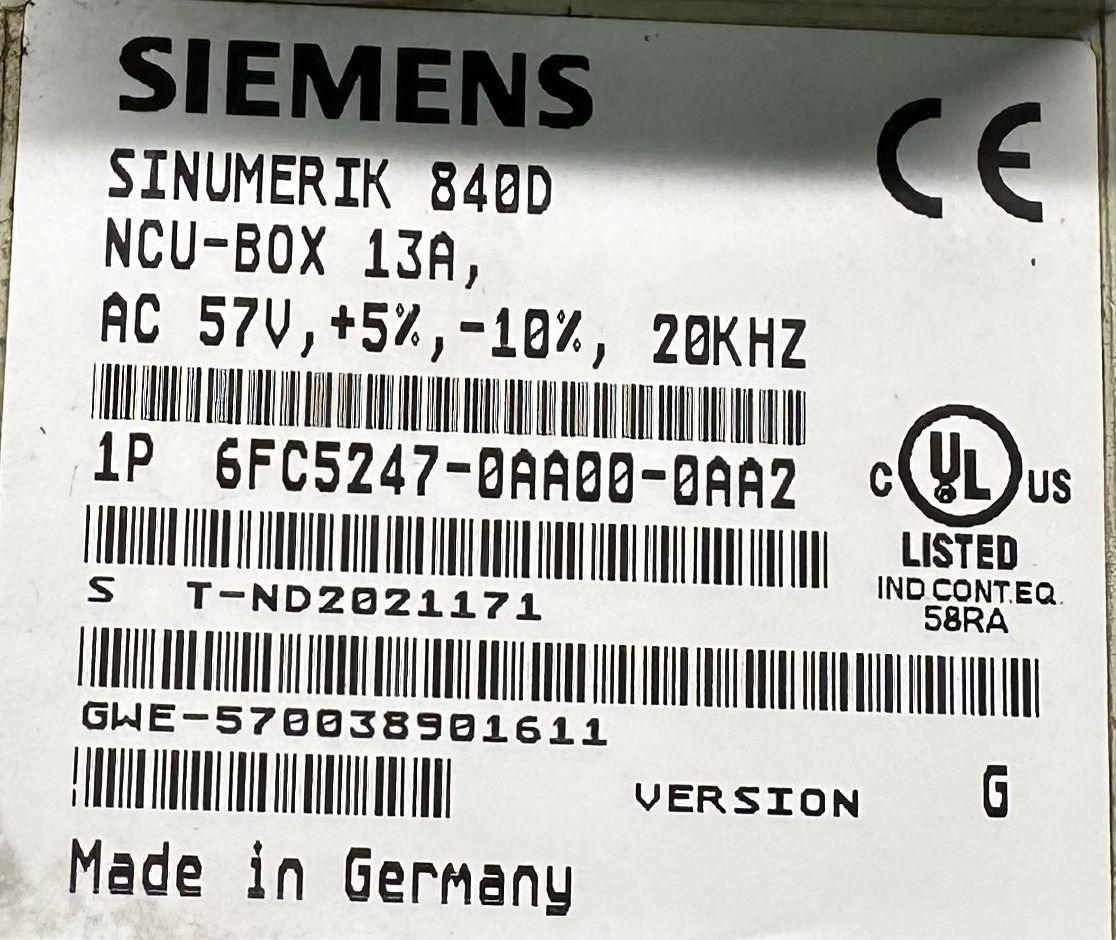 SIEMENS
CE
SINUMERIK 840D
NCU-BOX 13A,
AC 57V,+5%,-10%, 20KHZ
1P 6FC5247-0AA00-0AA2
C UL US
LISTED
IND.CONT.EQ.
58RA
S T-ND2021171
GWE-570038901611
VERSION G
Made in Germany